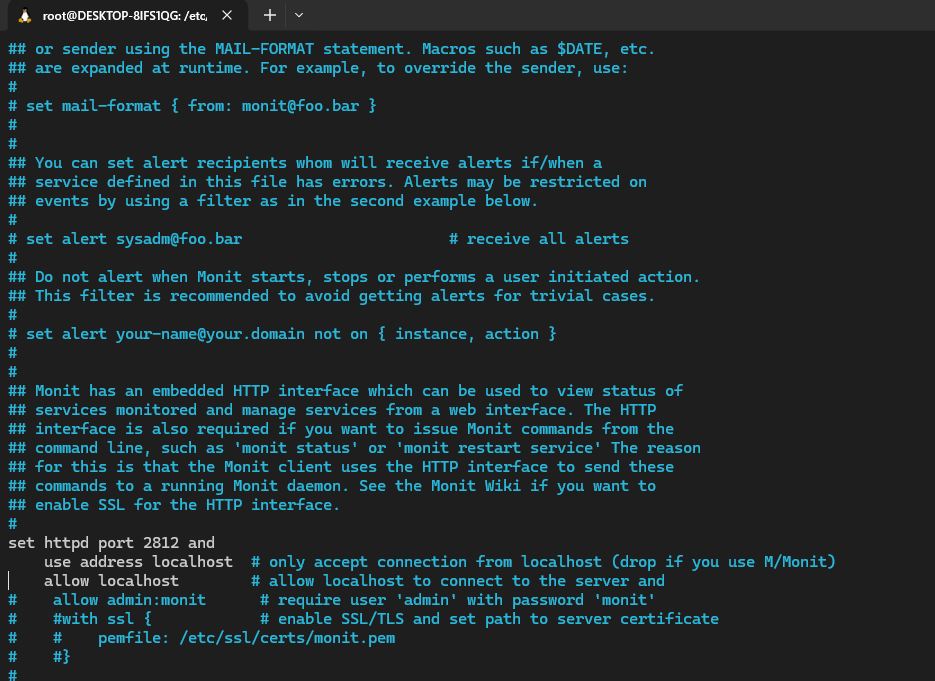 root@DESKTOP-8IFS1QG: /etc,
## or sender using the MAIL-FORMAT statement. Macros such as $DATE, etc.
## are expanded at runtime. For example, to override the sender, use:
#
# set mail-format { from: monit@foo.bar }
#
#
## You can set alert recipients whom will receive alerts if/when a
## service defined in this file has errors. Alerts may be restricted on
## events by using a filter as in the second example below.
#
# set alert sysadm@foo.bar                       # receive all alerts
#
## Do not alert when Monit starts, stops or performs a user initiated action.
## This filter is recommended to avoid getting alerts for trivial cases.
#
# set alert your-name@your.domain not on { instance, action }
#
#
## Monit has an embedded HTTP interface which can be used to view status of
## services monitored and manage services from a web interface. The HTTP
## interface is also required if you want to issue Monit commands from the
## command line, such as 'monit status' or 'monit restart service' The reason
## for this is that the Monit client uses the HTTP interface to send these
## commands to a running Monit daemon. See the Monit Wiki if you want to
## enable SSL for the HTTP interface.
#
set httpd port 2812 and
    use address localhost  # only accept connection from localhost (drop if you use M/Monit)
    allow localhost        # allow localhost to connect to the server and
#    allow admin:monit      # require user 'admin' with password 'monit'
#    #with ssl {            # enable SSL/TLS and set path to server certificate
#    #    pemfile: /etc/ssl/certs/monit.pem
#    #}
#